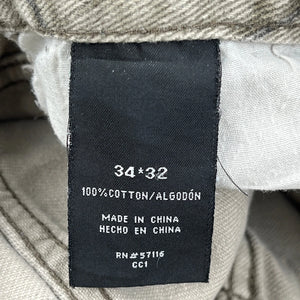 34*32
100% COTTON/ALGODÓN
MADE IN CHINA
HECHO EN CHINA
RN# 57116
CC1